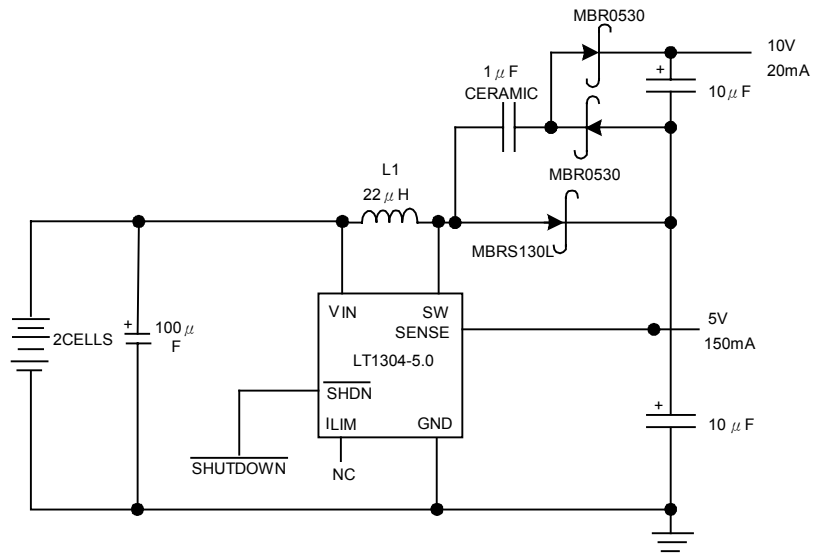 MBR0530
10V
20mA
1μF
CERAMIC
+
10μF
MBR0530
L1
22μH
MBRS130L
VIN
SW
SENSE
5V
150mA
2CELLS
+
100μ
F
LT1304-5.0
SHDN
ILIM
GND
+
10μF
SHUTDOWN
NC